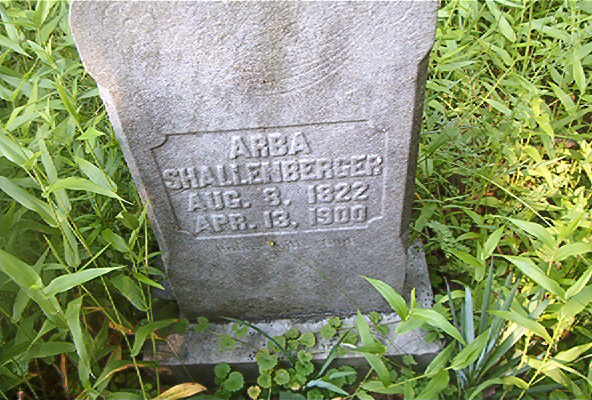 ARBA
SHALLENBERGER
AUG. 3. 1822
APR. 13. 1900